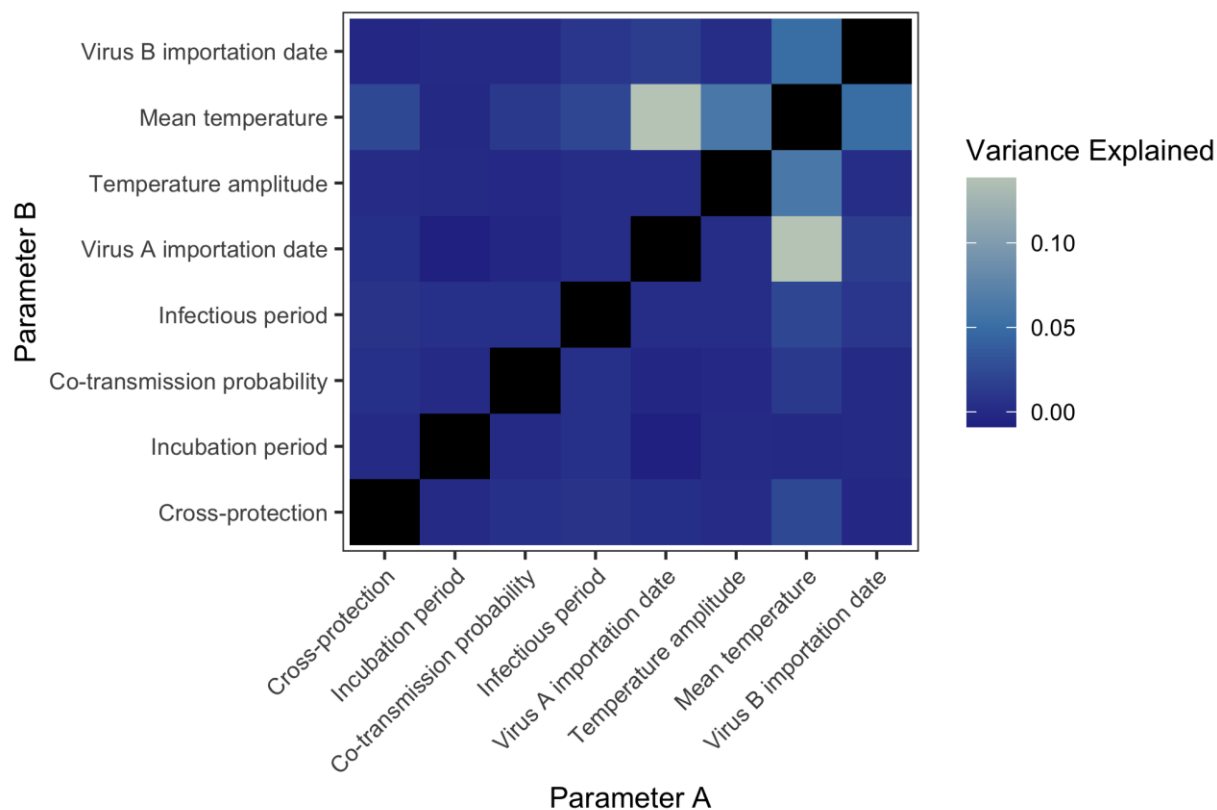 Virus B importation date
Mean temperature
Temperature amplitude
Virus A importation date
Infectious period
Co-transmission probability
Incubation period
Cross-protection
Parameter B
Cross-protection
Incubation period
Co-transmission probability
Infectious period
Virus A importation date
Temperature amplitude
Mean temperature
Virus B importation date
Parameter A
Variance Explained
0.10
0.05
0.00